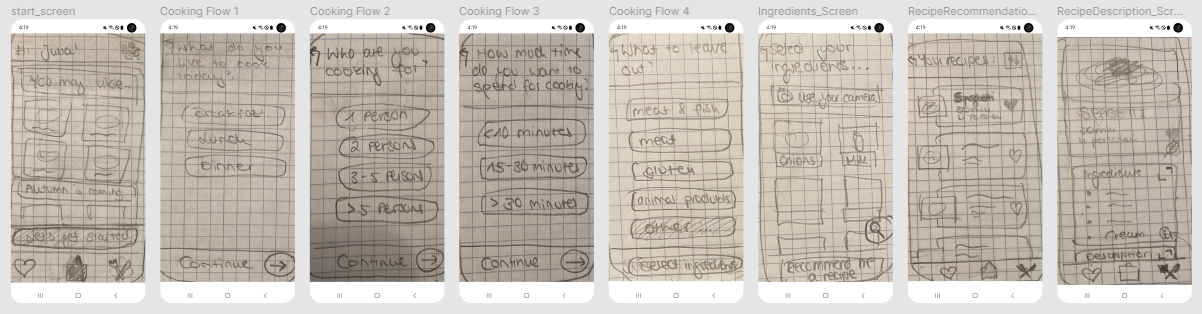 start_screen
4:19
Hi Julia!
You may like...
Autumn is coming
Let's get started
Cooking Flow 1
4:19
What do you
like to cook
today?
Breakfast
Lunch
Dinner
Continue
Cooking Flow 2
4:19
Who are you
cooking for?
1 Person
2 Persons
3-5 Persons
>5 Persons
Continue
Cooking Flow 3
4:19
How much time
do you want to
spend for cooking?
<10 minutes
15-30 minutes
>30 minutes
Continue
Cooking Flow 4
4:19
What to leave
out?
meat & fish
meat
gluten
animal products
other...
Select ingredients
Ingredients_Screen
4:19
Select your
ingredients...
Use your camera!
Onions
Milk
Recommend me
a recipe
RecipeRecommendatio...
4:19
Your recipes:
RecipeDescription_Scr...
4:19
Ingredients
Cream
Description